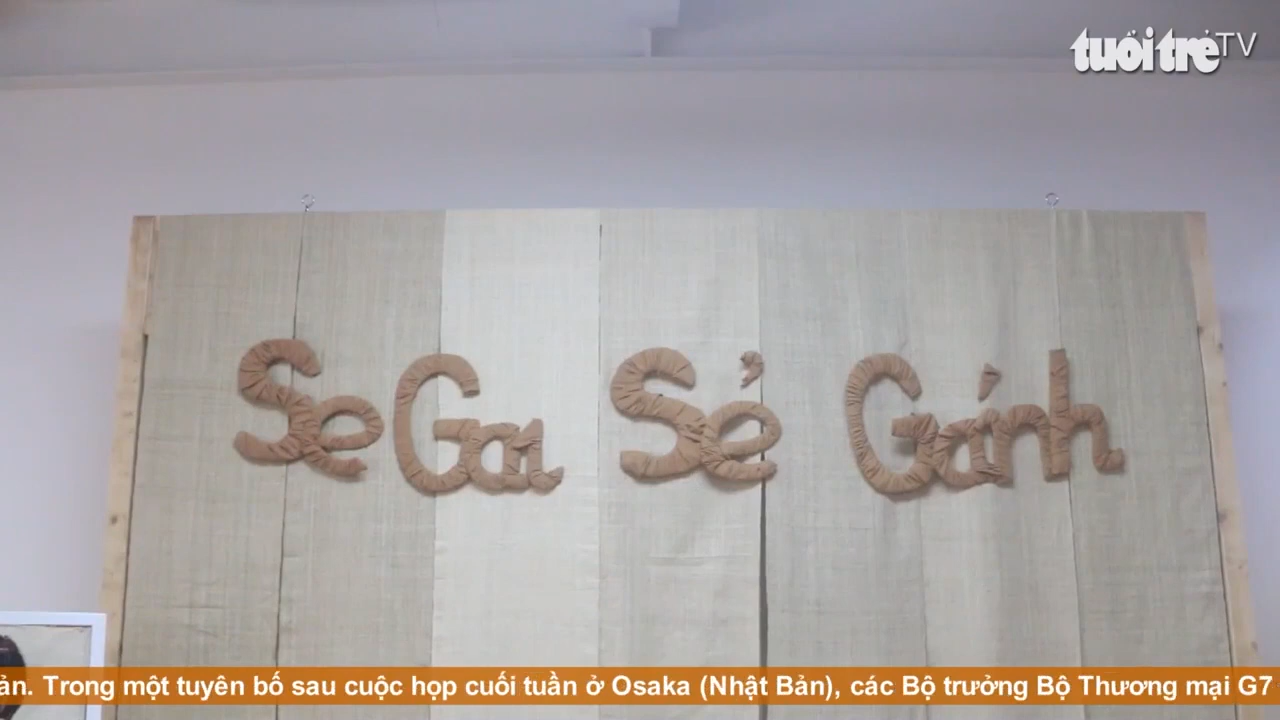 tuổi trẻ TV
Se Gai Sẻ Gánh
ản. Trong một tuyên bố sau cuộc họp cuối tuần ở Osaka (Nhật Bản), các Bộ trưởng Bộ Thương mại G7